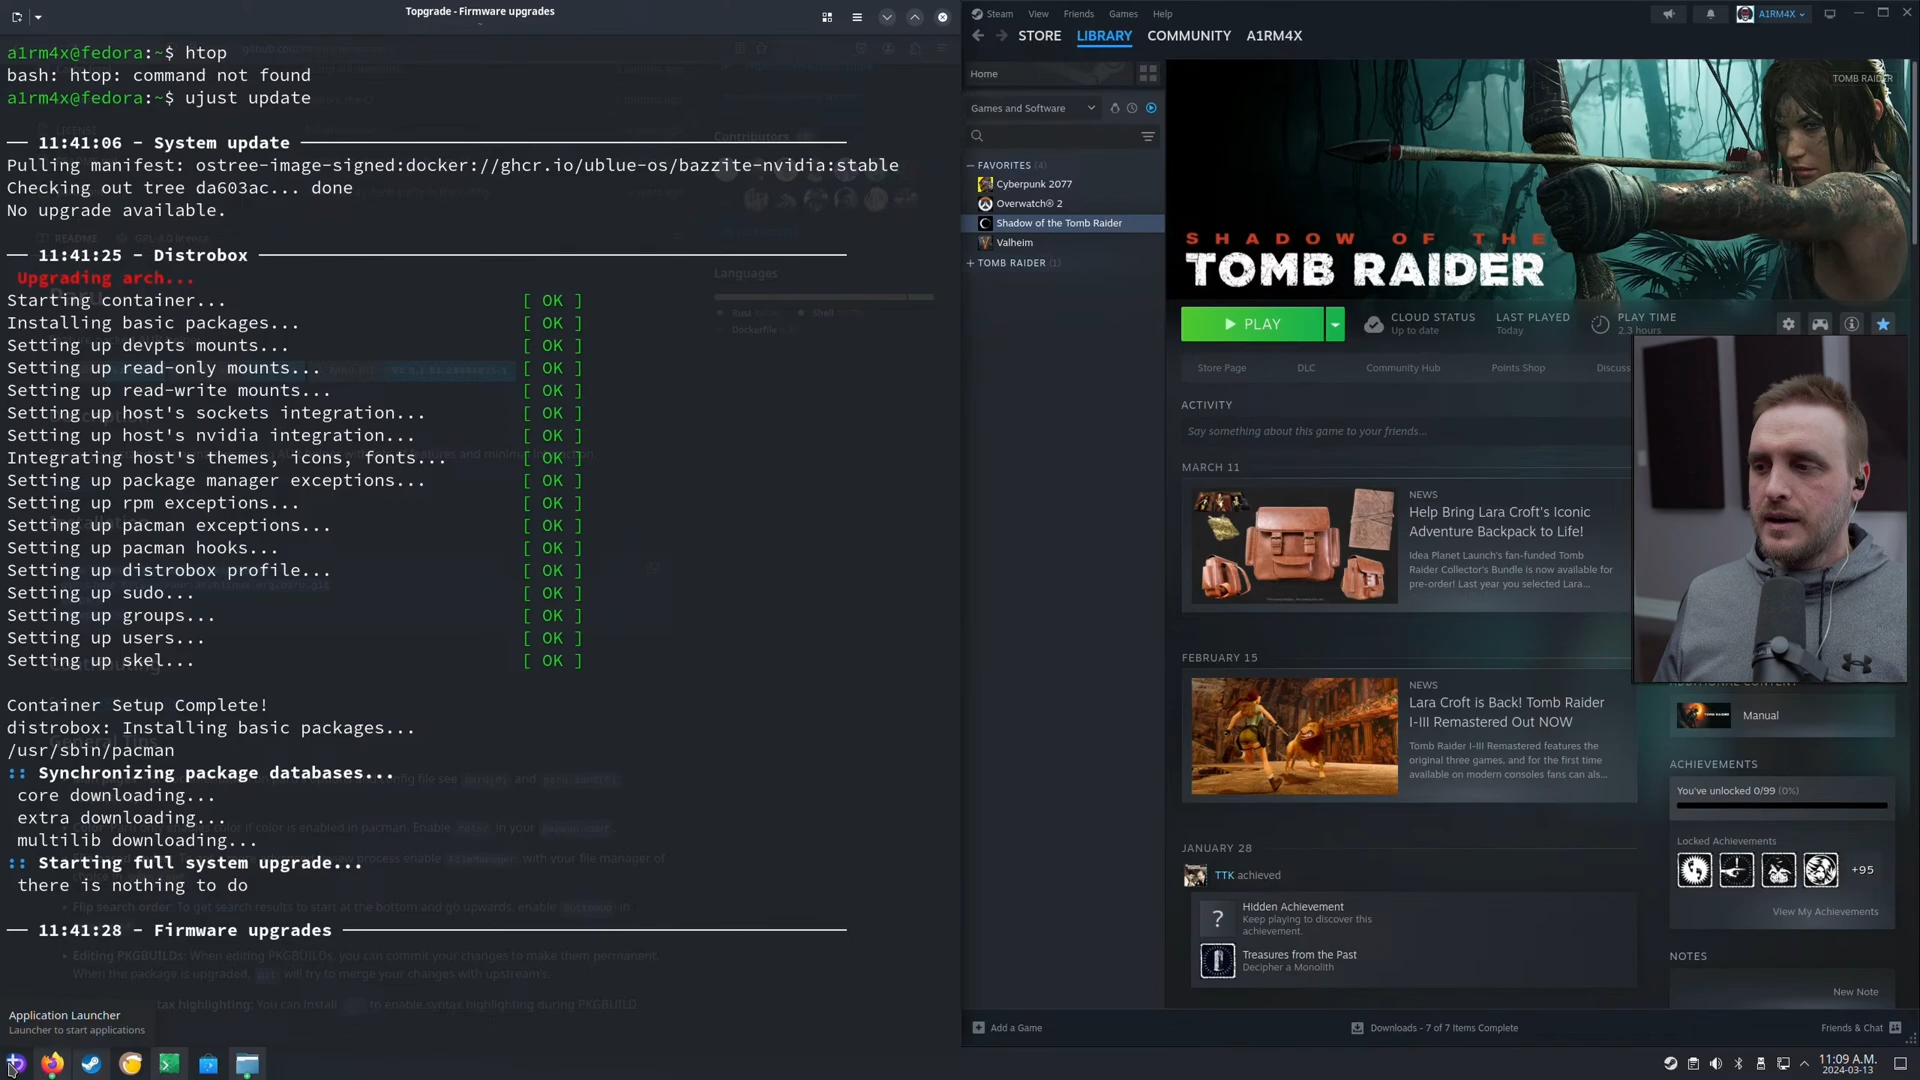 Topgrade - Firmware upgrades
a1rm4x@fedora:~$ htop
bash: htop: command not found
a1rm4x@fedora:~$ ujust update
11:41:06 - System update
Pulling manifest: ostree-image-signed:docker://ghcr.io/ublue-os/bazzite-nvidia:stable
Checking out tree da603ac... done
No upgrade available.
11:41:25 - Distrobox
Upgrading arch...
Starting container... [ OK ]
Installing basic packages... [ OK ]
Setting up devpts mounts... [ OK ]
Setting up read-only mounts... [ OK ]
Setting up read-write mounts... [ OK ]
Setting up host's sockets integration... [ OK ]
Setting up host's nvidia integration... [ OK ]
Integrating host's themes, icons, fonts... [ OK ]
Setting up package manager exceptions... [ OK ]
Setting up rpm exceptions... [ OK ]
Setting up pacman exceptions... [ OK ]
Setting up pacman hooks... [ OK ]
Setting up distrobox profile... [ OK ]
Setting up sudo... [ OK ]
Setting up groups... [ OK ]
Setting up users... [ OK ]
Setting up skel... [ OK ]
Container Setup Complete!
distrobox: Installing basic packages...
/usr/sbin/pacman
:: Synchronizing package databases...
core downloading...
extra downloading...
multilib downloading...
:: Starting full system upgrade...
there is nothing to do
11:41:28 - Firmware upgrades
Contributors
Languages
Application Launcher
Launcher to start applications
Steam View Friends Games Help
A1RM4X
STORE LIBRARY COMMUNITY A1RM4X
Home
Games and Software
FAVORITES (4)
Cyberpunk 2077
Overwatch® 2
Shadow of the Tomb Raider
Valheim
TOMB RAIDER (1)
TOMB RAIDER
SHADOW OF THE
TOMB RAIDER
PLAY
CLOUD STATUS
Up to date
LAST PLAYED
Today
PLAY TIME
2.3 hours
Store Page DLC Community Hub Points Shop Discuss
ACTIVITY
Say something about this game to your friends...
MARCH 11
NEWS
Help Bring Lara Croft's Iconic
Adventure Backpack to Life!
Idea Planet Launch's fan-funded Tomb
Raider Collector's Bundle is now available
for pre-order! Last year you selected Lara...
FEBRUARY 15
NEWS
Lara Croft is Back! Tomb Raider
I-III Remastered Out NOW
Tomb Raider I-III Remastered features the
original three games, and for the first time
available on modern consoles fans can als...
JANUARY 28
TTK achieved
Hidden Achievement
Keep playing to discover this
achievement.
Treasures from the Past
Decipher a Monolith
Manual
ACHIEVEMENTS
You've unlocked 0/99 (0%)
Locked Achievements
+95
View My Achievements
NOTES
New Note
Add a Game
Downloads - 7 of 7 Items Complete
Friends & Chat
11:09 A.M.
2024-03-13